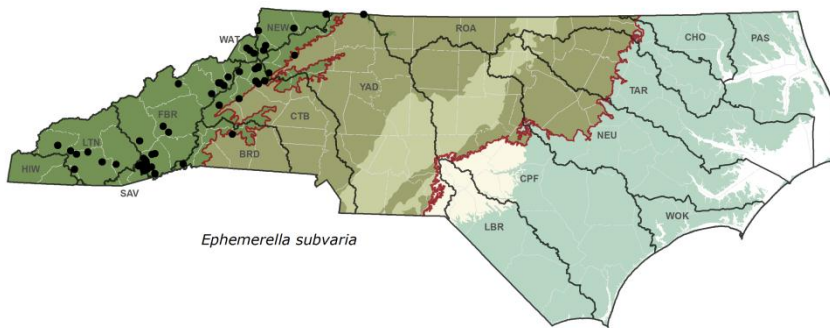 WAT
NEW
ROA
CHO
PAS
YAD
TAR
FBR
CTB
LTN
NEU
BRD
HIW
CPF
SAV
WOK
LBR
Ephemerella subvaria